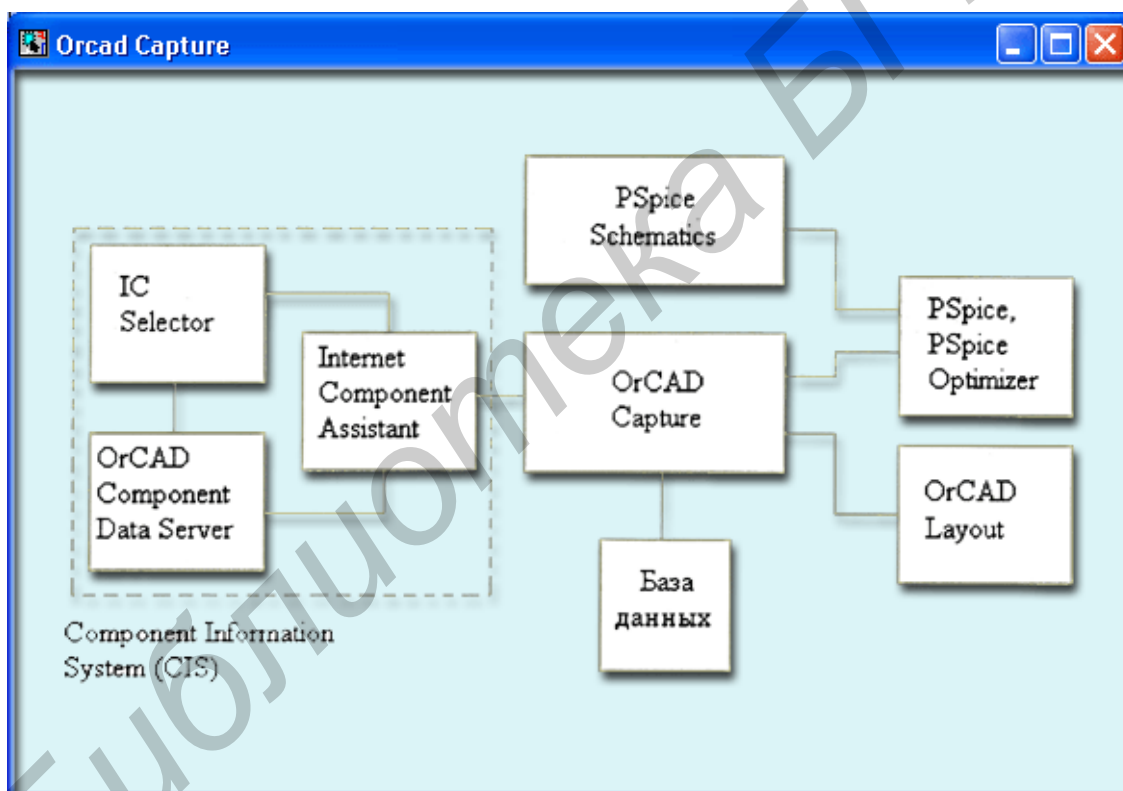 Orcad Capture
PSpice
Schematics
IC
Selector
Internet
Component
Assistant
OrCAD
Component
Data Server
OrCAD
Capture
PSpice,
PSpice
Optimizer
OrCAD
Layout
База
данных
Component Information
System (CIS)